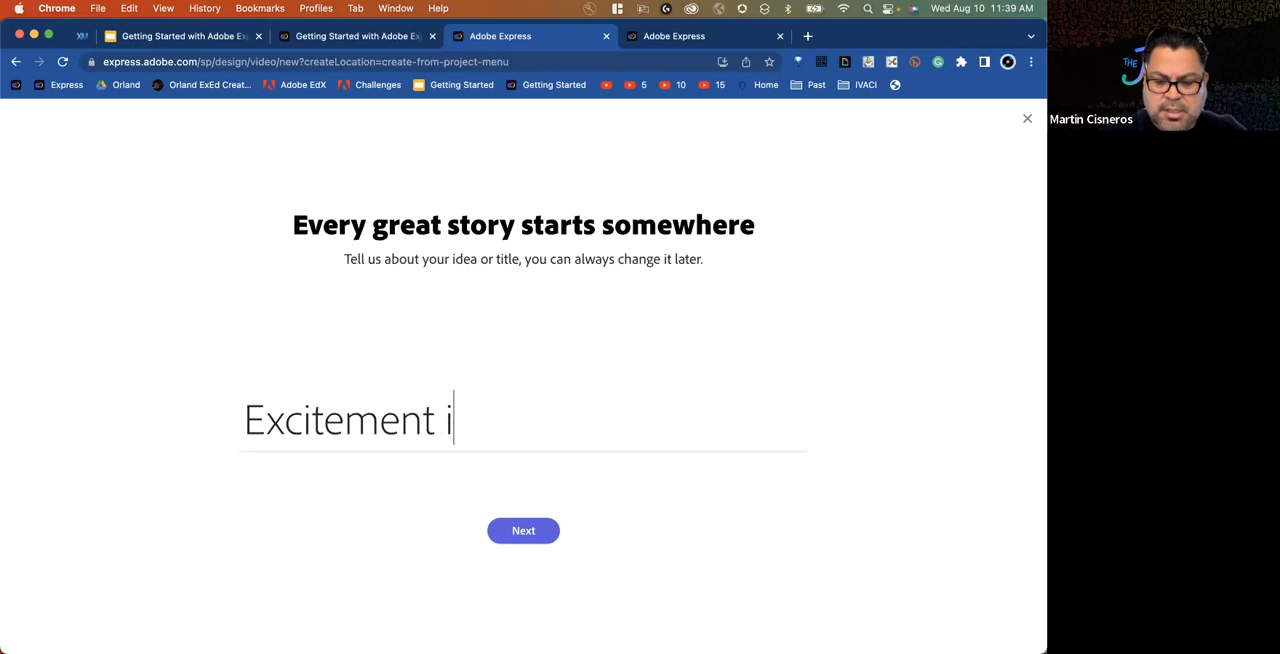 Chrome File Edit View History Bookmarks Profiles Tab Window Help Wed Aug 10 11:39 AM
Getting Started with Adobe Ex Getting Started with Adobe Ex Adobe Express Adobe Express
express.adobe.com/sp/design/video/new?createLocation=create-from-project-menu
Express Orland Orland ExEd Creat... Adobe EdX Challenges Getting Started Getting Started 5 10 15 Home Past IVACI
THE
Martin Cisneros
Every great story starts somewhere
Tell us about your idea or title, you can always change it later.
Excitement i
Next